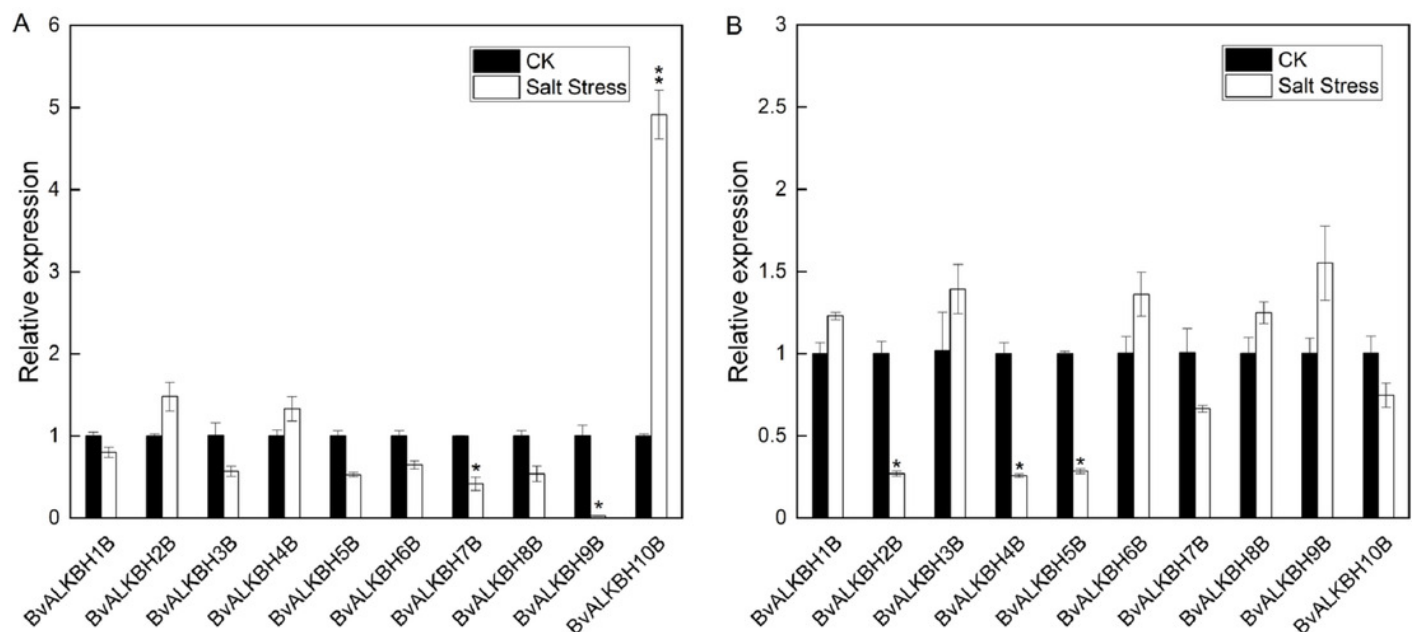 A
6
5
4
3
2
1
0
Relative expression
CK
Salt Stress
**
*
*
BvALKBH1B
BvALKBH2B
BvALKBH3B
BvALKBH4B
BvALKBH5B
BvALKBH6B
BvALKBH7B
BvALKBH8B
BvALKBH9B
BvALKBH10B
B
3
2.5
2
1.5
1
0.5
0
Relative expression
CK
Salt Stress
*
*
*
BvALKBH1B
BvALKBH2B
BvALKBH3B
BvALKBH4B
BvALKBH5B
BvALKBH6B
BvALKBH7B
BvALKBH8B
BvALKBH9B
BvALKBH10B